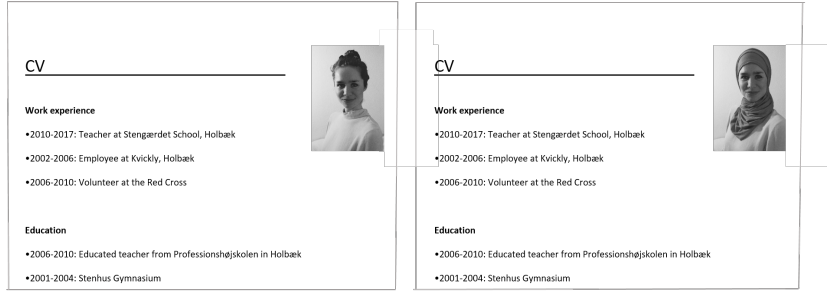 CV
Work experience
•2010-2017: Teacher at Stengærdet School, Holbæk
•2002-2006: Employee at Kvickly, Holbæk
•2006-2010: Volunteer at the Red Cross
Education
•2006-2010: Educated teacher from Professionshøjskolen in Holbæk
•2001-2004: Stenhus Gymnasium
CV
Work experience
•2010-2017: Teacher at Stengærdet School, Holbæk
•2002-2006: Employee at Kvickly, Holbæk
•2006-2010: Volunteer at the Red Cross
Education
•2006-2010: Educated teacher from Professionshøjskolen in Holbæk
•2001-2004: Stenhus Gymnasium